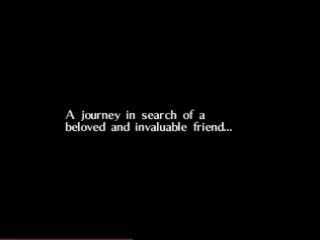 A journey in search of a
beloved and invaluable friend...